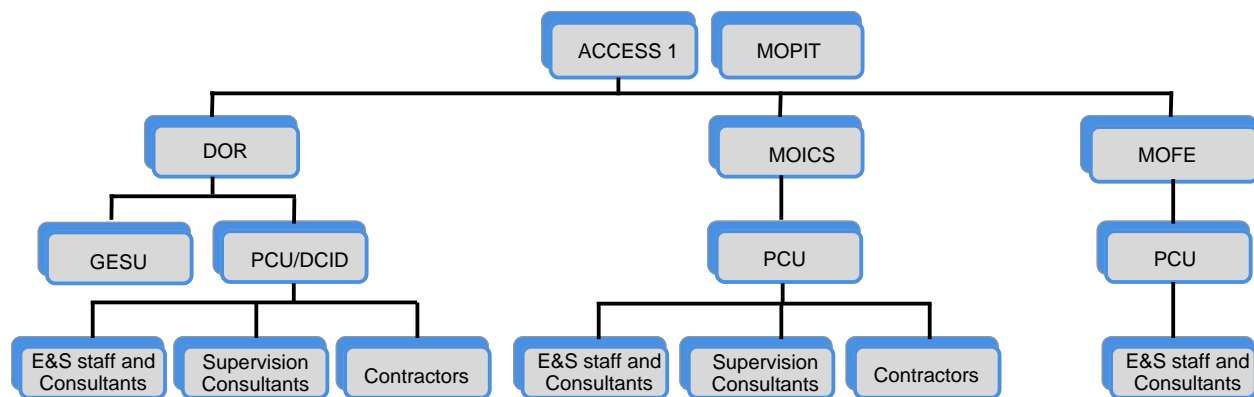 ACCESS 1
MOPIT
DOR
MOICS
MOFE
GESU
PCU/DCID
PCU
PCU
E&S staff and
Consultants
Supervision
Consultants
Contractors
E&S staff and
Consultants
Supervision
Consultants
Contractors
E&S staff and
Consultants